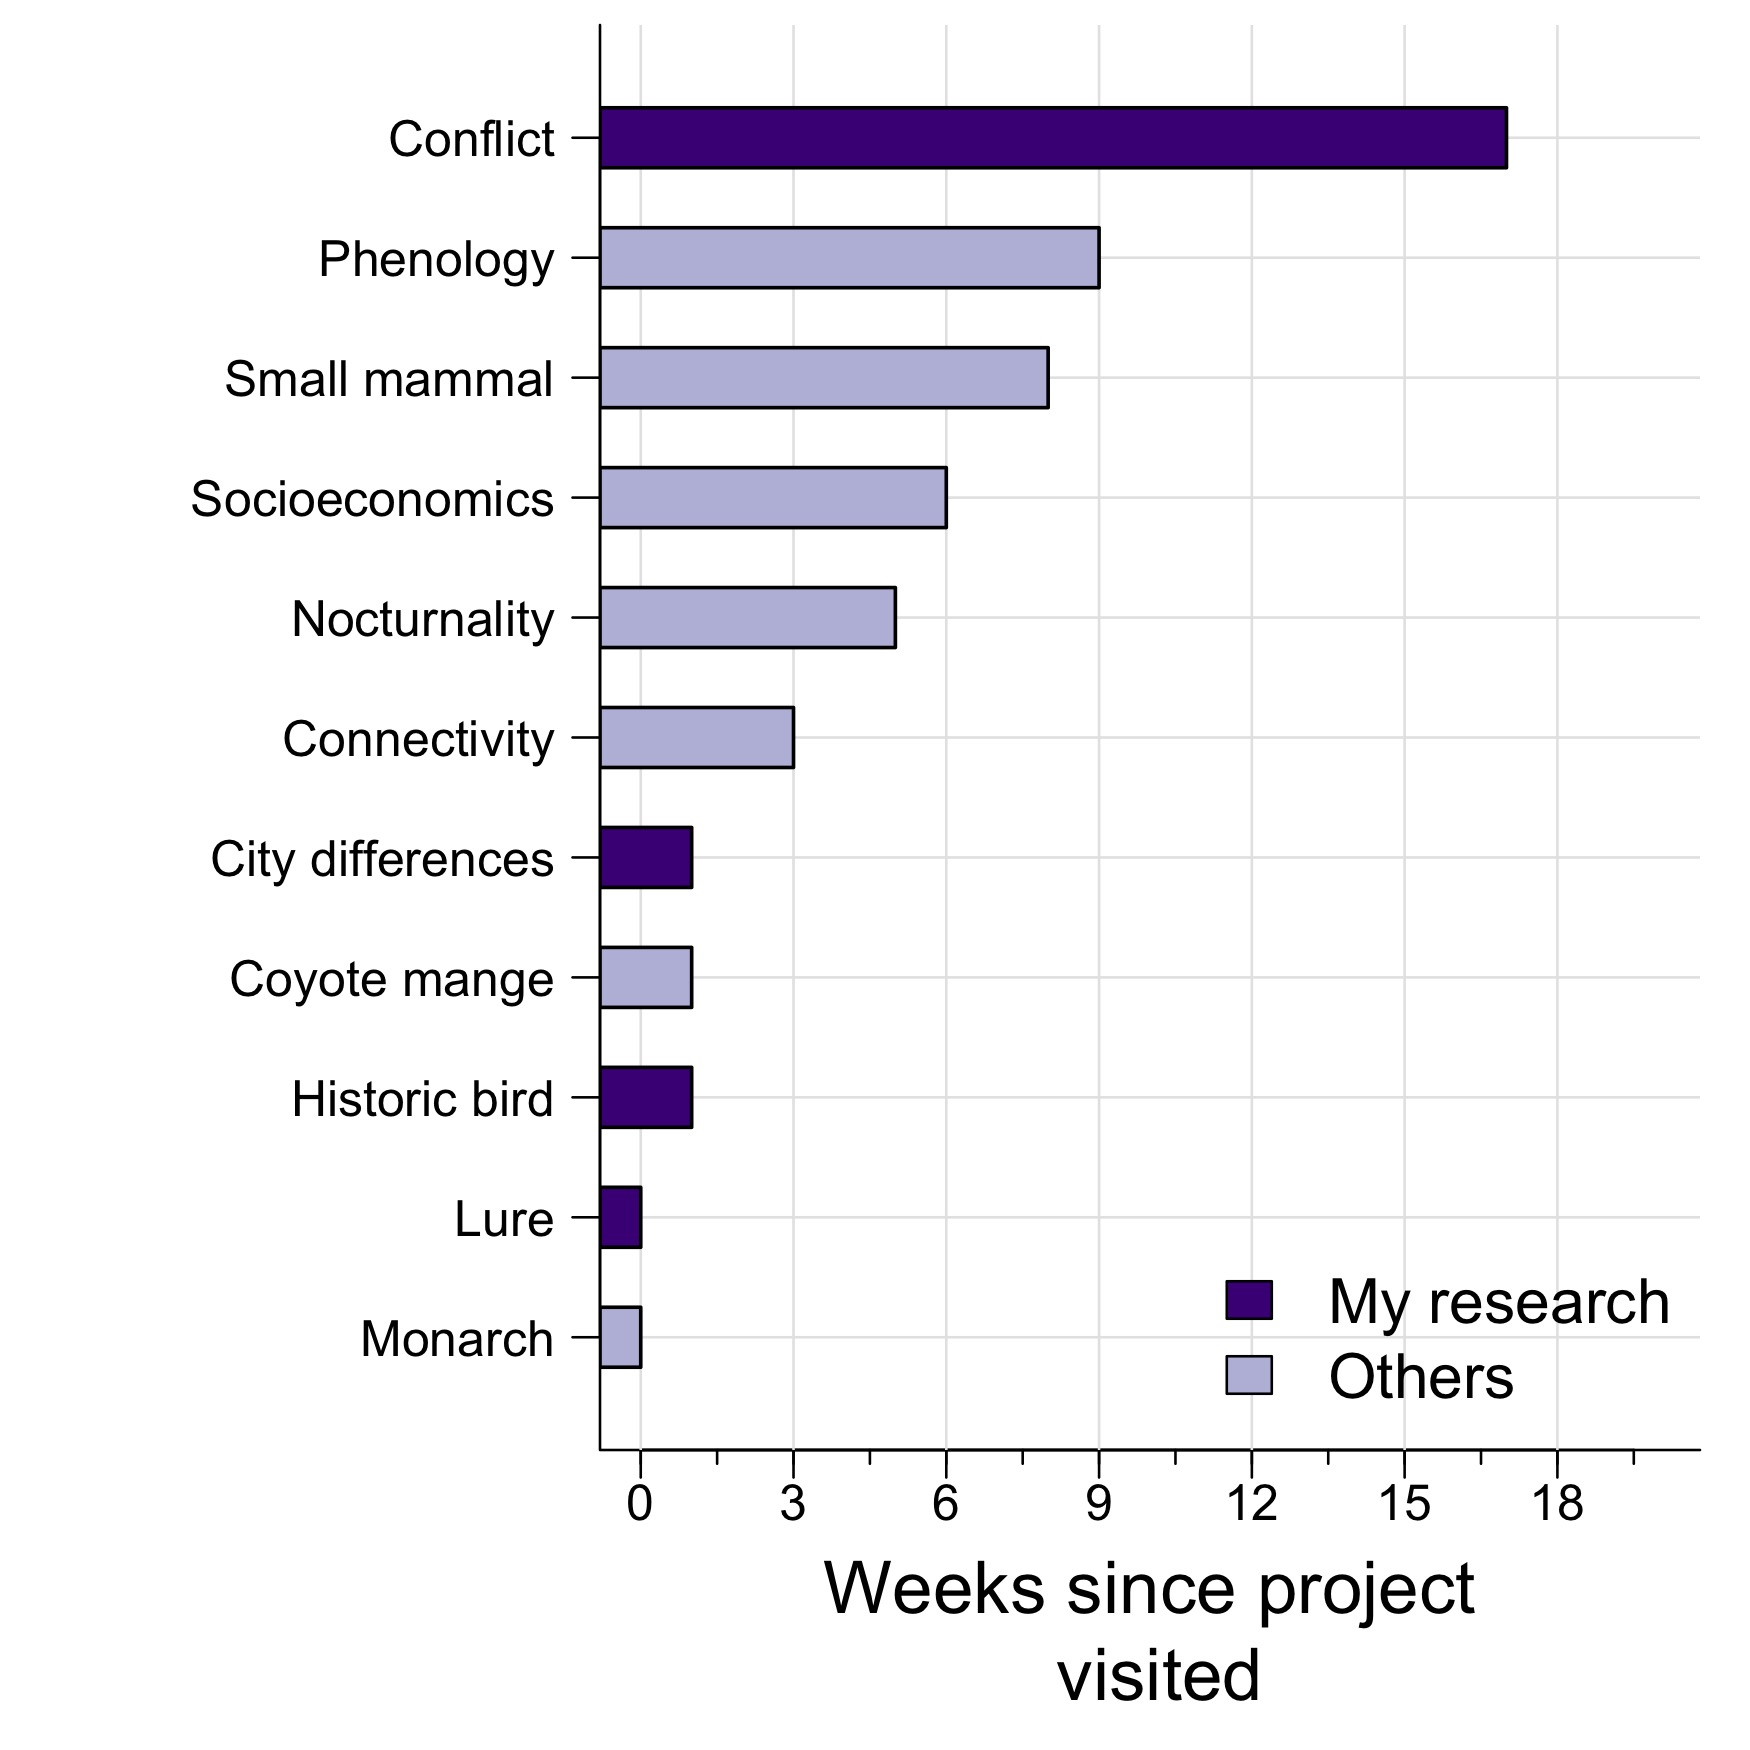 Conflict
Phenology
Small mammal
Socioeconomics
Nocturnality
Connectivity
City differences
Coyote mange
Historic bird
Lure
Monarch
My research
Others
0 3 6 9 12 15 18
Weeks since project
visited